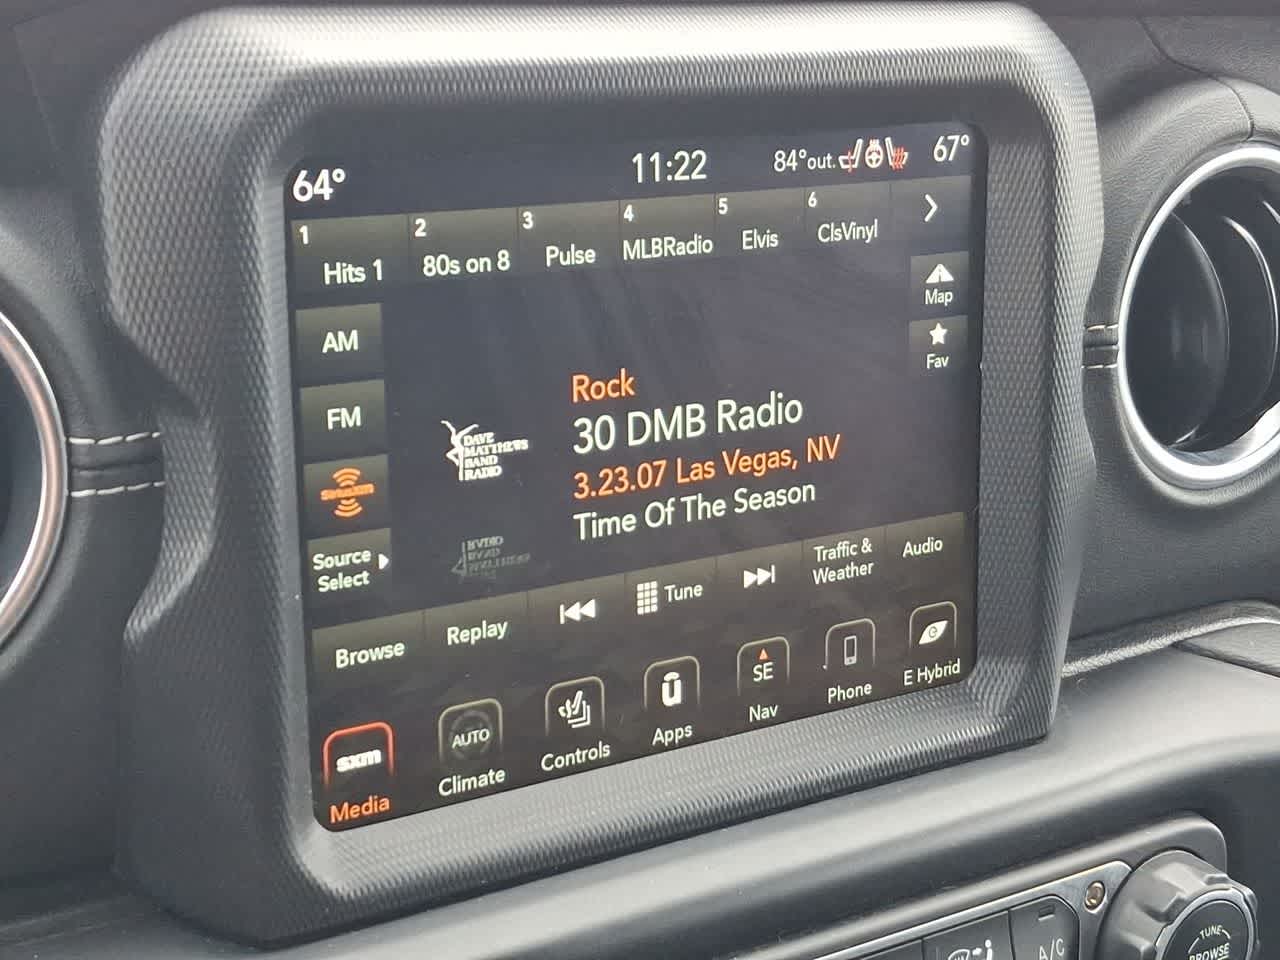 64° 11:22 84°out. 67°
1 2 3 4 5 6
Hits 1 80s on 8 Pulse MLBRadio Elvis ClsVinyl
Map
AM
Fav
Rock
FM
30 DMB Radio
DAVE
MATTHEWS
BAND
RADIO
3.23.07 Las Vegas, NV
SiriusXM
Time Of The Season
Source
Select
Browse Replay Tune Traffic &
Weather Audio
sxm AUTO ū SE e
Media Climate Controls Apps Nav Phone E Hybrid
A/C
TUNE
BROWSE